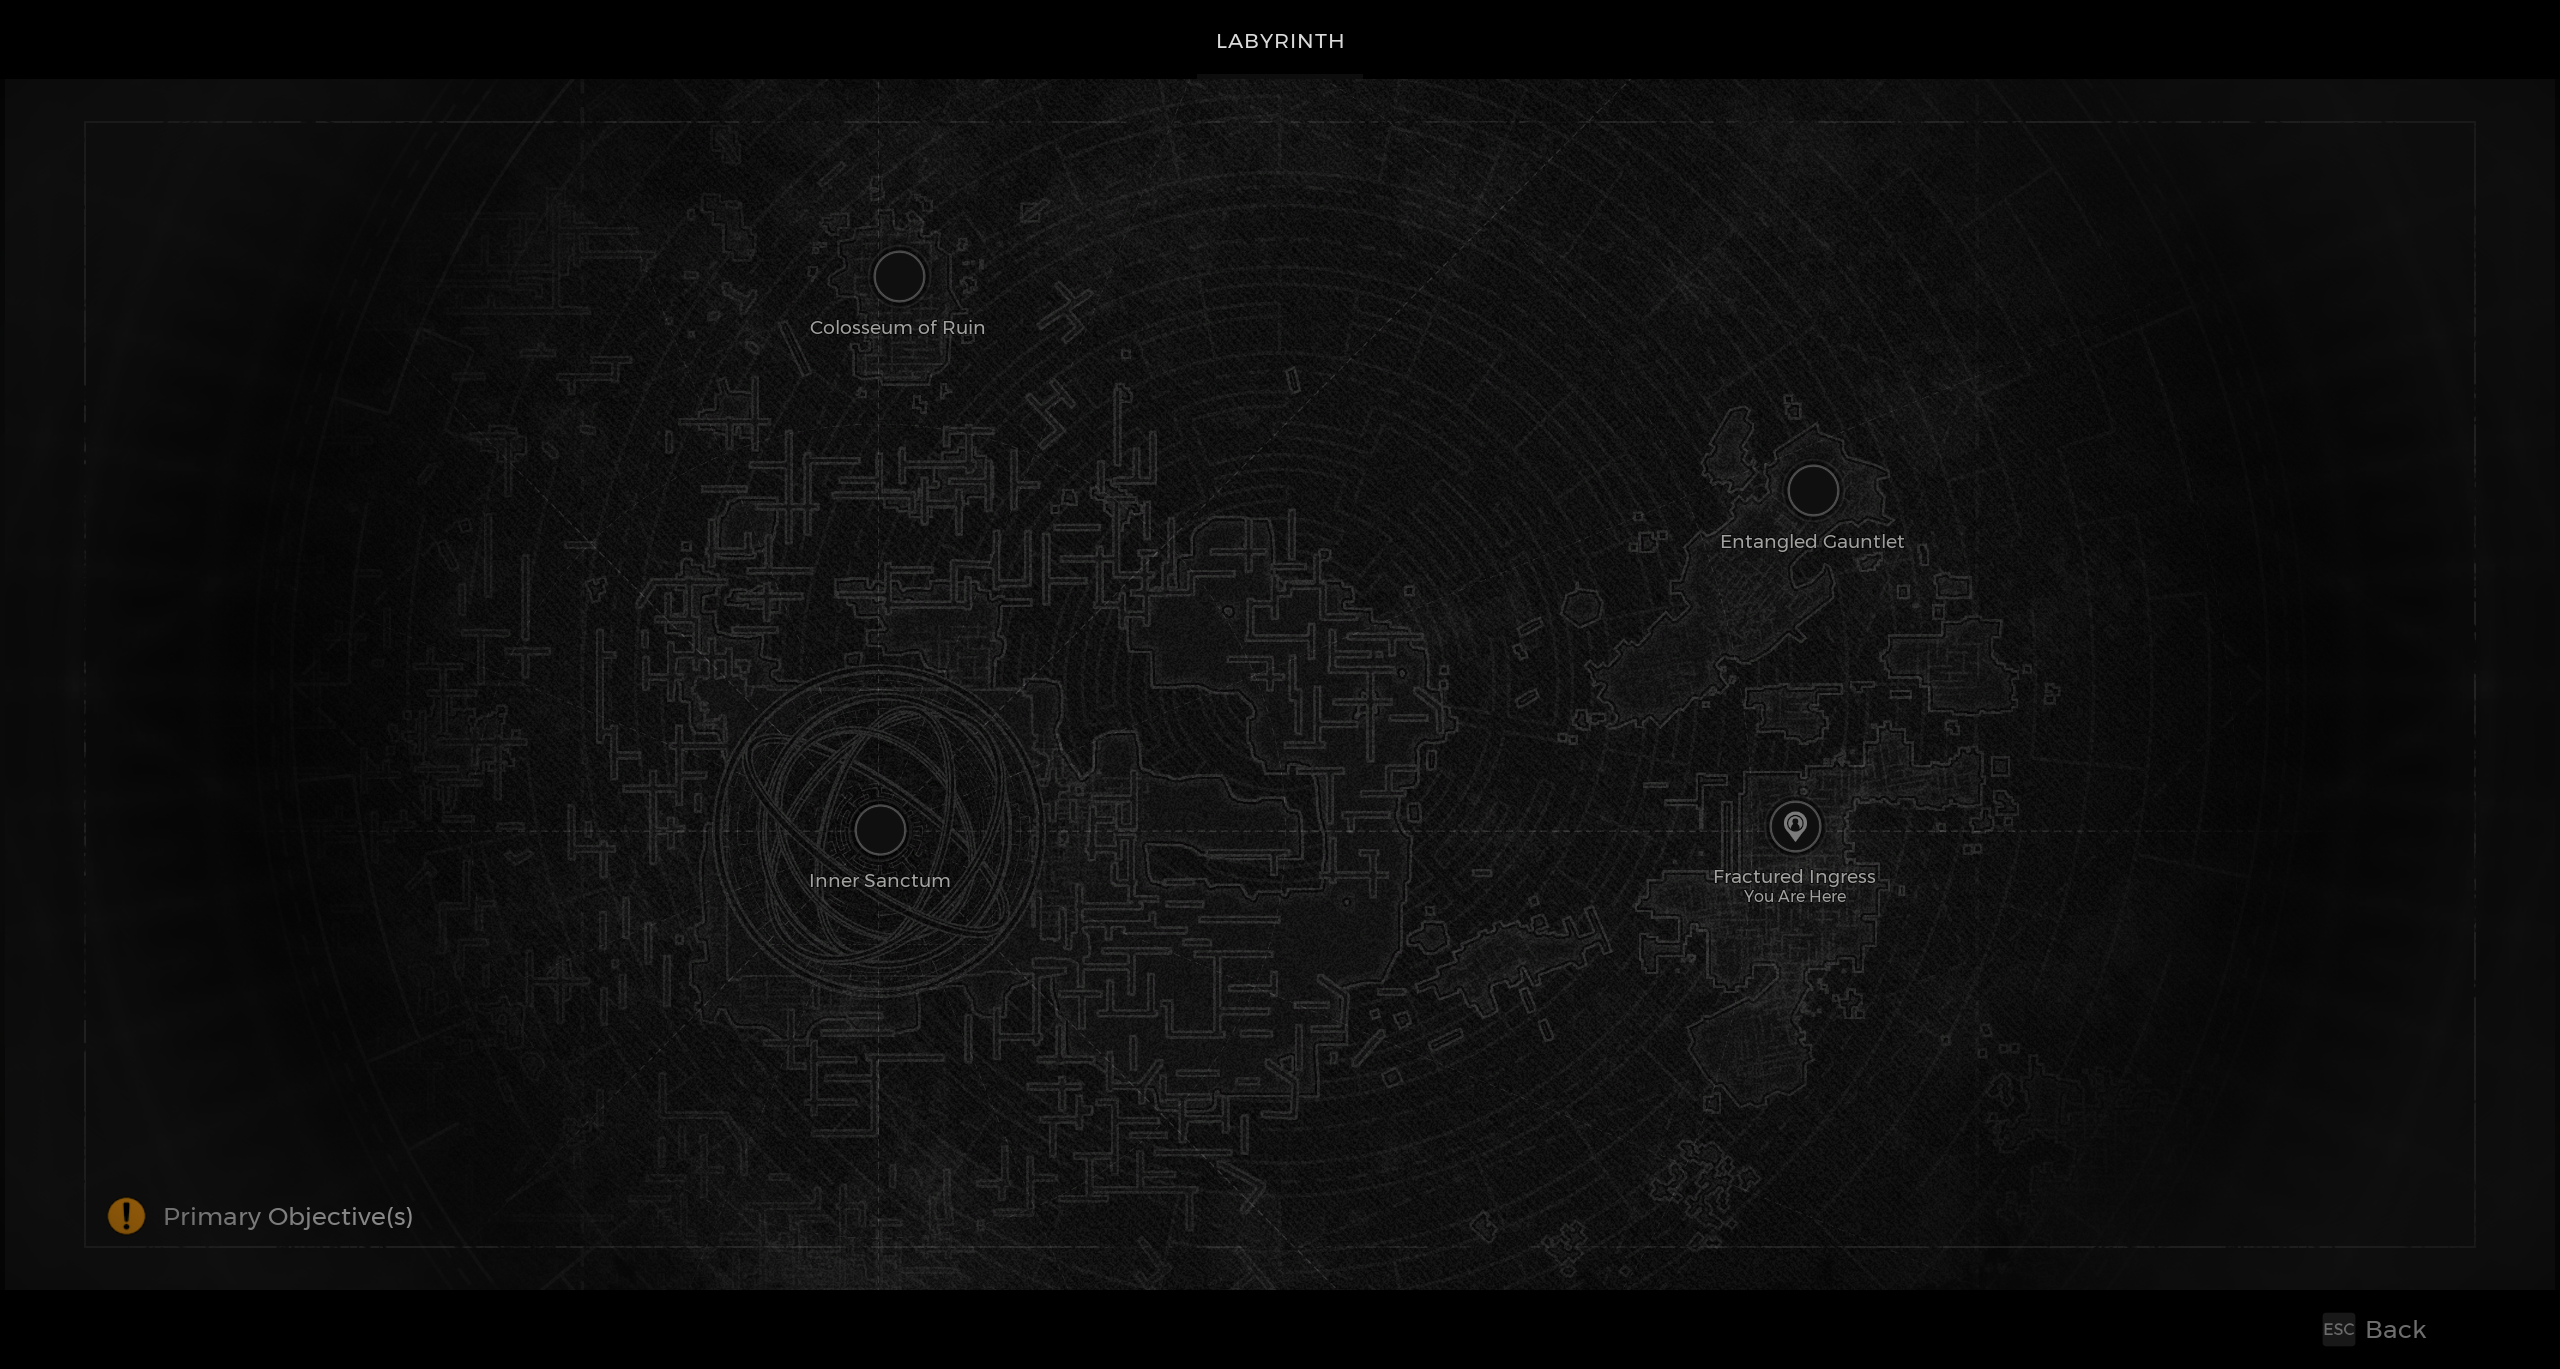 LABYRINTH
Colosseum of Ruin
Entangled Gauntlet
Inner Sanctum
Fractured Ingress
You Are Here
! Primary Objective(s)
ESC Back